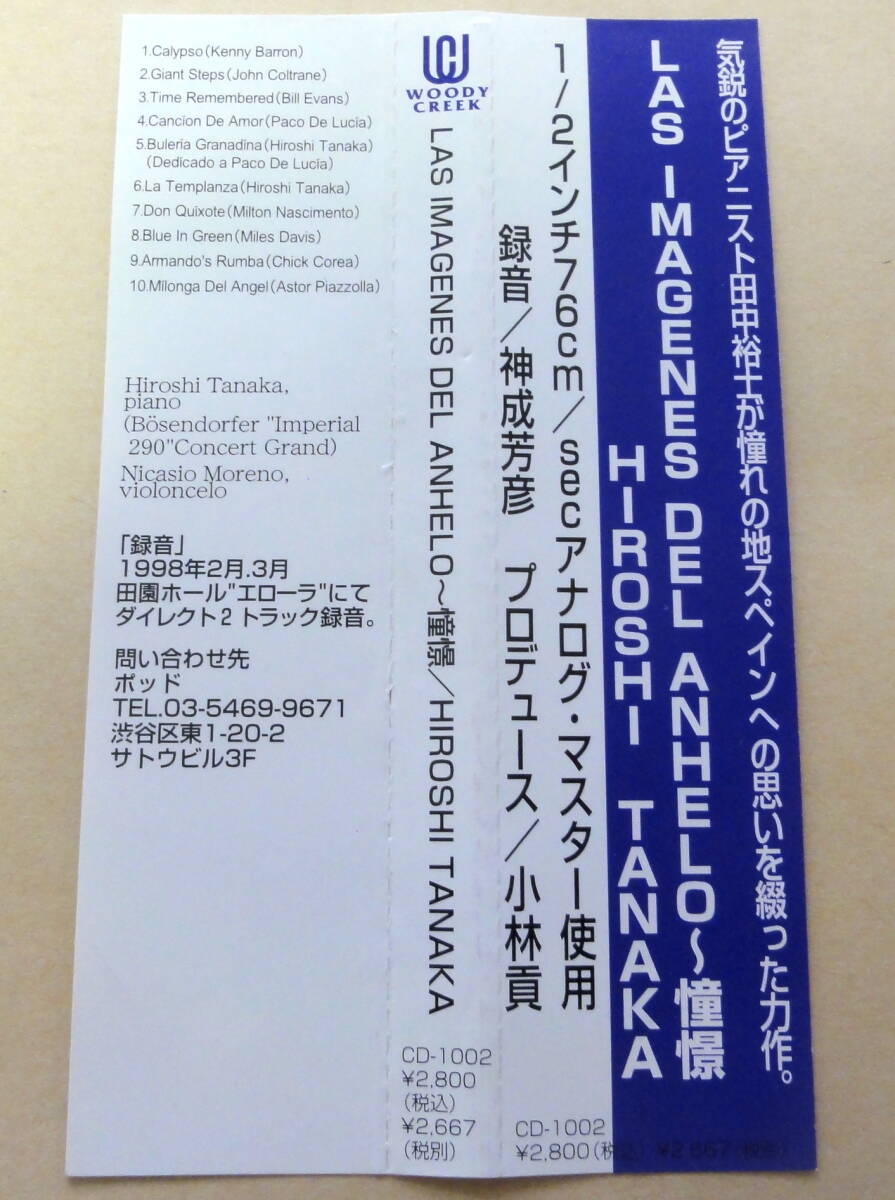 1.Calypso(Kenny Barron)
2.Giant Steps(John Coltrane)
3.Time Remembered(Bill Evans)
4.Cancion De Amor(Paco De Lucía)
5.Buleria Granadina(Hiroshi Tanaka)
(Dedicado a Paco De Lucía)
6.La Templanza(Hiroshi Tanaka)
7.Don Quixote(Milton Nascimento)
8.Blue In Green(Miles Davis)
9.Armando's Rumba(Chick Corea)
10.Milonga Del Angel(Astor Piazzolla)
Hiroshi Tanaka,
piano
(Bösendorfer "Imperial
290"Concert Grand)
Nicasio Moreno,
violoncelo
「録音」
1998年2月.3月
田園ホール"エローラ"にて
ダイレクト2トラック録音。
問い合わせ先
ポッド
TEL.03-5469-9671
渋谷区東1-20-2
サトウビル3F
WOODY
CREEK
LAS IMAGENES DEL ANHELO〜憧憬／HIROSHI TANAKA
CD-1002
¥2,800
(税込)
¥2,667
(税別)
1/2インチ76cm/secアナログ・マスター使用
録音／神成芳彦 プロデュース／小林貢
CD-1002
¥2,800(税込) ¥2,667(税別)
気鋭のピアニスト田中裕士が憧れの地スペインへの思いを綴った力作。
LAS IMAGENES DEL ANHELO〜憧憬
HIROSHI TANAKA